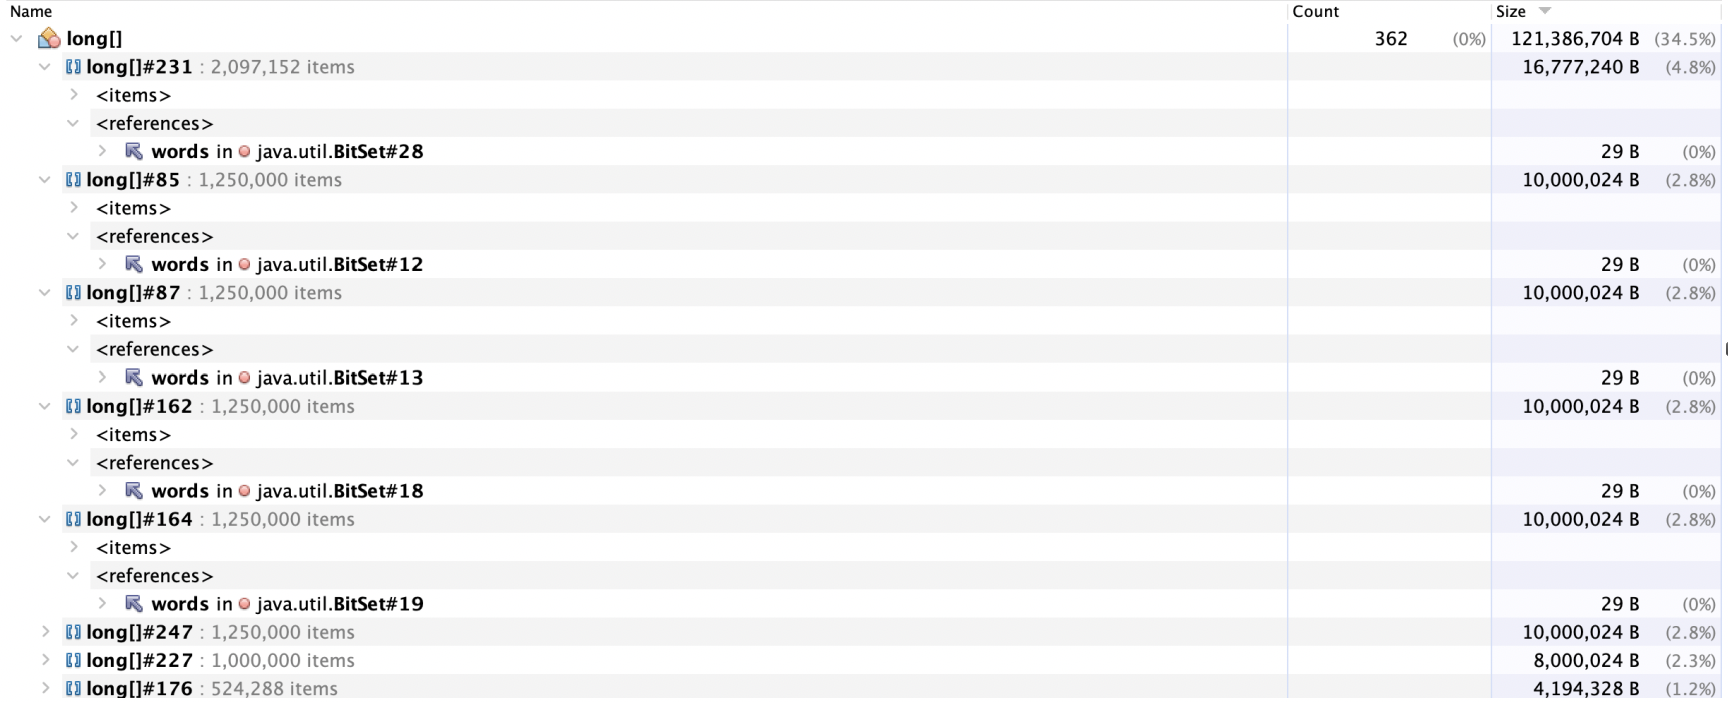 Name Count Size
long[] 362 (0%) 121,386,704 B (34.5%)
long[]#231 : 2,097,152 items 16,777,240 B (4.8%)
<items>
<references>
words in java.util.BitSet#28 29 B (0%)
long[]#85 : 1,250,000 items 10,000,024 B (2.8%)
<items>
<references>
words in java.util.BitSet#12 29 B (0%)
long[]#87 : 1,250,000 items 10,000,024 B (2.8%)
<items>
<references>
words in java.util.BitSet#13 29 B (0%)
long[]#162 : 1,250,000 items 10,000,024 B (2.8%)
<items>
<references>
words in java.util.BitSet#18 29 B (0%)
long[]#164 : 1,250,000 items 10,000,024 B (2.8%)
<items>
<references>
words in java.util.BitSet#19 29 B (0%)
long[]#247 : 1,250,000 items 10,000,024 B (2.8%)
long[]#227 : 1,000,000 items 8,000,024 B (2.3%)
long[]#176 : 524,288 items 4,194,328 B (1.2%)